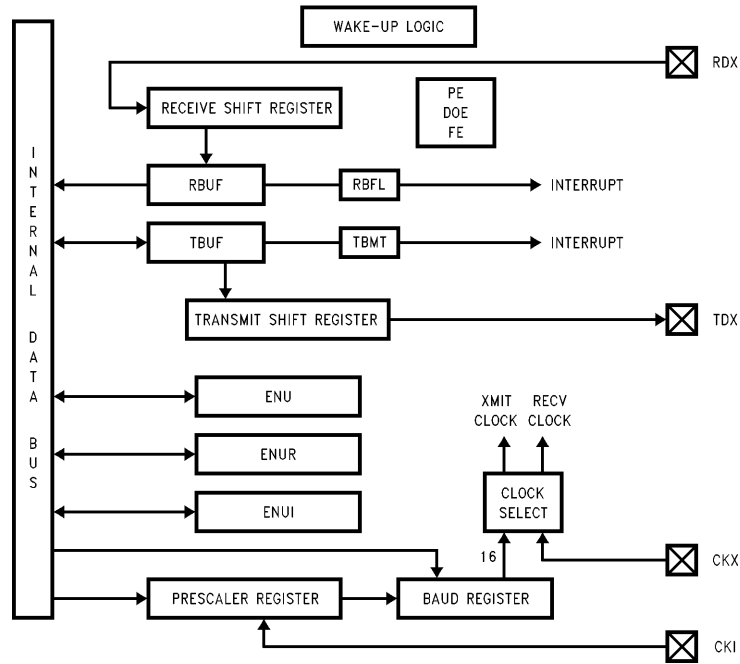 WAKE-UP LOGIC
RDX
RECEIVE SHIFT REGISTER
PE
DOE
FE
INTERNAL DATA BUS
RBUF
RBFL
INTERRUPT
TBUF
TBMT
INTERRUPT
TRANSMIT SHIFT REGISTER
TDX
ENU
XMIT
CLOCK
RECV
CLOCK
ENUR
CLOCK
SELECT
ENUI
16
CKX
PRESCALER REGISTER
BAUD REGISTER
CKI